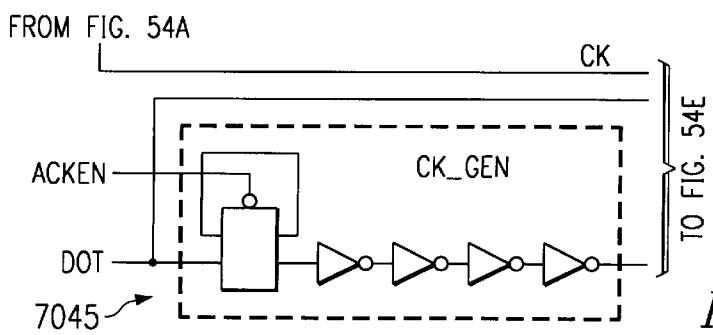 FROM FIG. 54A
CK
ACKEN
CK_GEN
DOT
TO FIG. 54E
7045